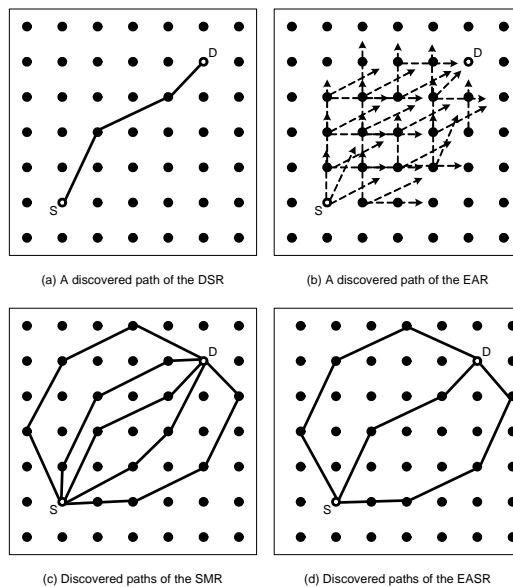 D
S
(a) A discovered path of the DSR
D
S
(b) A discovered path of the EAR
D
S
(c) Discovered paths of the SMR
D
S
(d) Discovered paths of the EASR